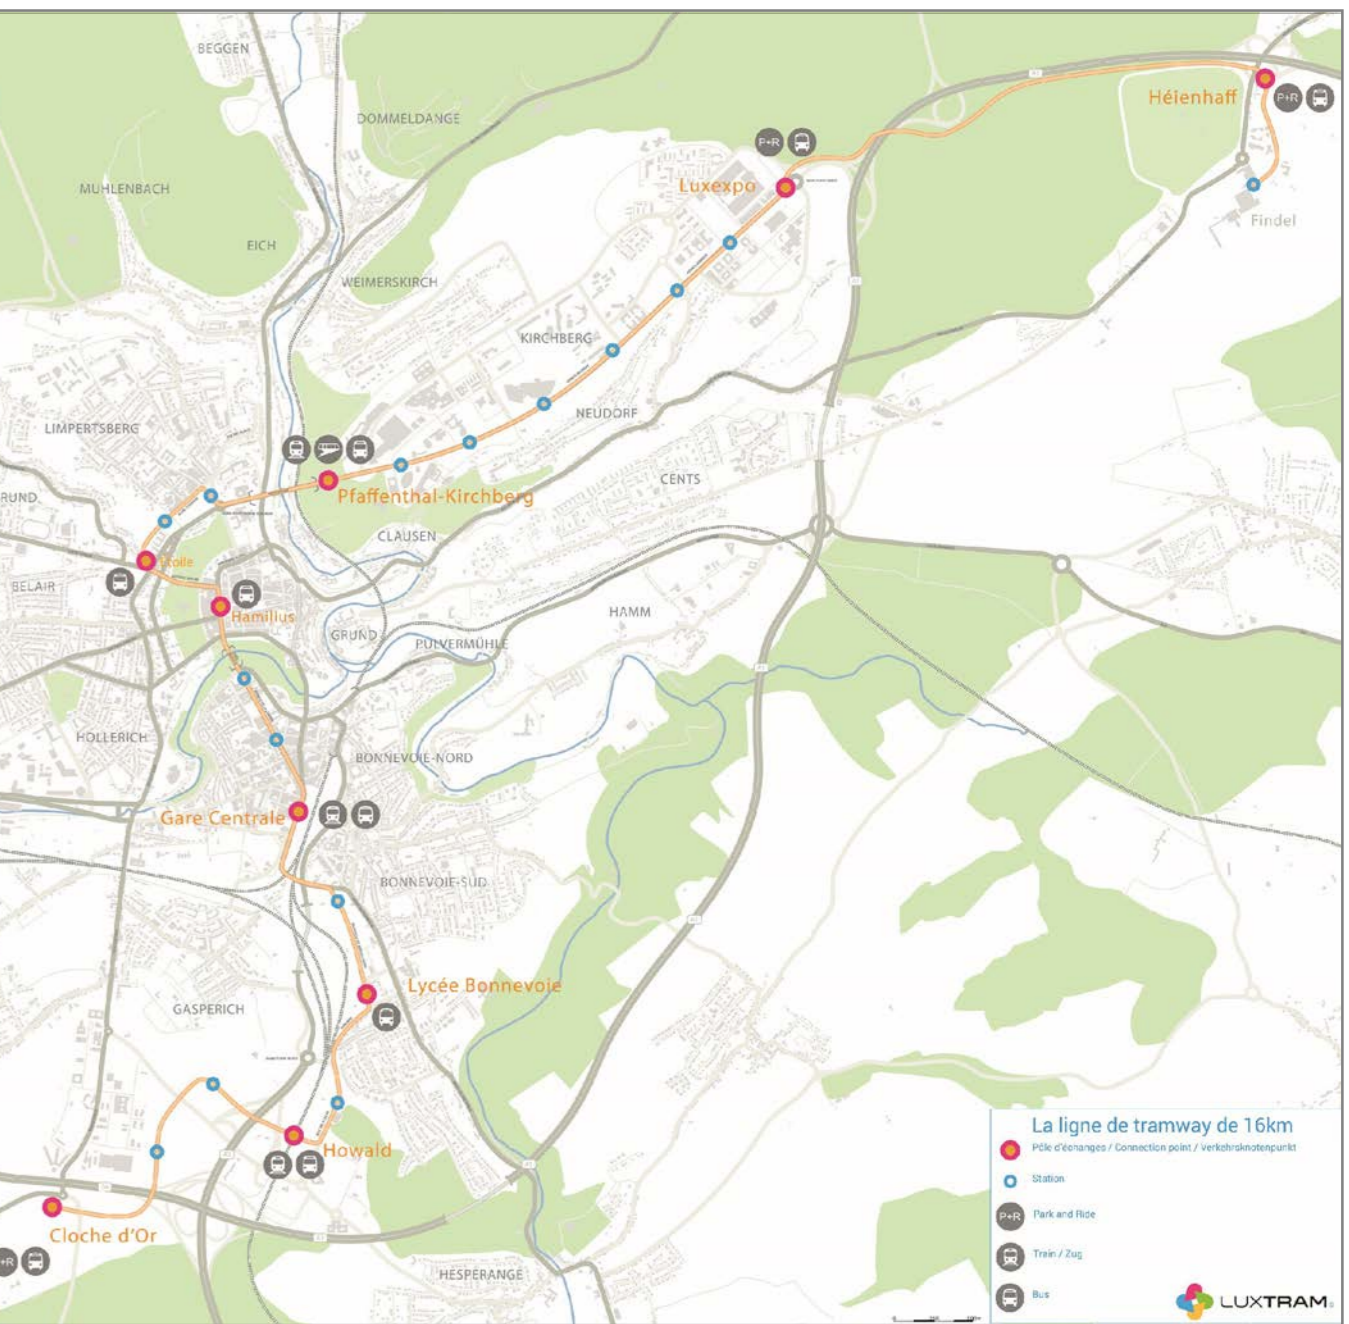 BEGGEN
DOMMELDANGE
Héienhaff
P+R
P+R
MUHLENBACH
Luxexpo
Findel
EICH
WEIMERSKIRCH
KIRCHBERG
NEUDORF
LIMPERTSBERG
CENTS
RUND
Pfaffenthal-Kirchberg
CLAUSEN
Etoile
BELAIR
Hamilius
HAMM
GRUND
PULVERMÜHLE
HOLLERICH
BONNEVOIE-NORD
Gare Centrale
BONNEVOIE-SUD
Lycée Bonnevoie
GASPERICH
Howald
Cloche d'Or
+R
HESPERANGE
La ligne de tramway de 16km
Pôle d'échanges / Connection point / Verkehrsknotenpunkt
Station
P+R Park and Ride
Train / Zug
Bus
LUXTRAM